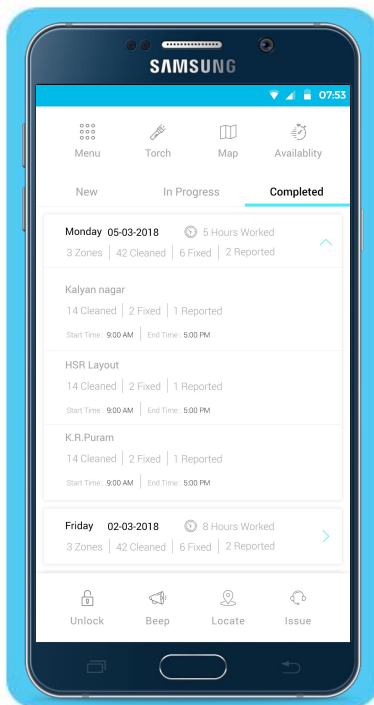 SAMSUNG
07:53
Menu Torch Map Availablity
New In Progress Completed
Monday 05-03-2018 5 Hours Worked
3 Zones | 42 Cleaned | 6 Fixed | 2 Reported
Kalyan nagar
14 Cleaned | 2 Fixed | 1 Reported
Start Time : 9:00 AM | End Time : 5:00 PM
HSR Layout
14 Cleaned | 2 Fixed | 1 Reported
Start Time : 9:00 AM | End Time : 5:00 PM
K.R.Puram
14 Cleaned | 2 Fixed | 1 Reported
Start Time : 9:00 AM | End Time : 5:00 PM
Friday 02-03-2018 8 Hours Worked
3 Zones | 42 Cleaned | 6 Fixed | 2 Reported
Unlock Beep Locate Issue